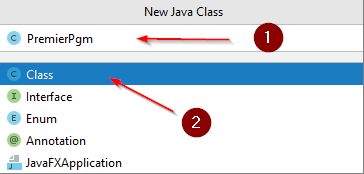 New Java Class
C PremierPgm
1
C Class
2
I Interface
E Enum
@ Annotation
JavaFXApplication